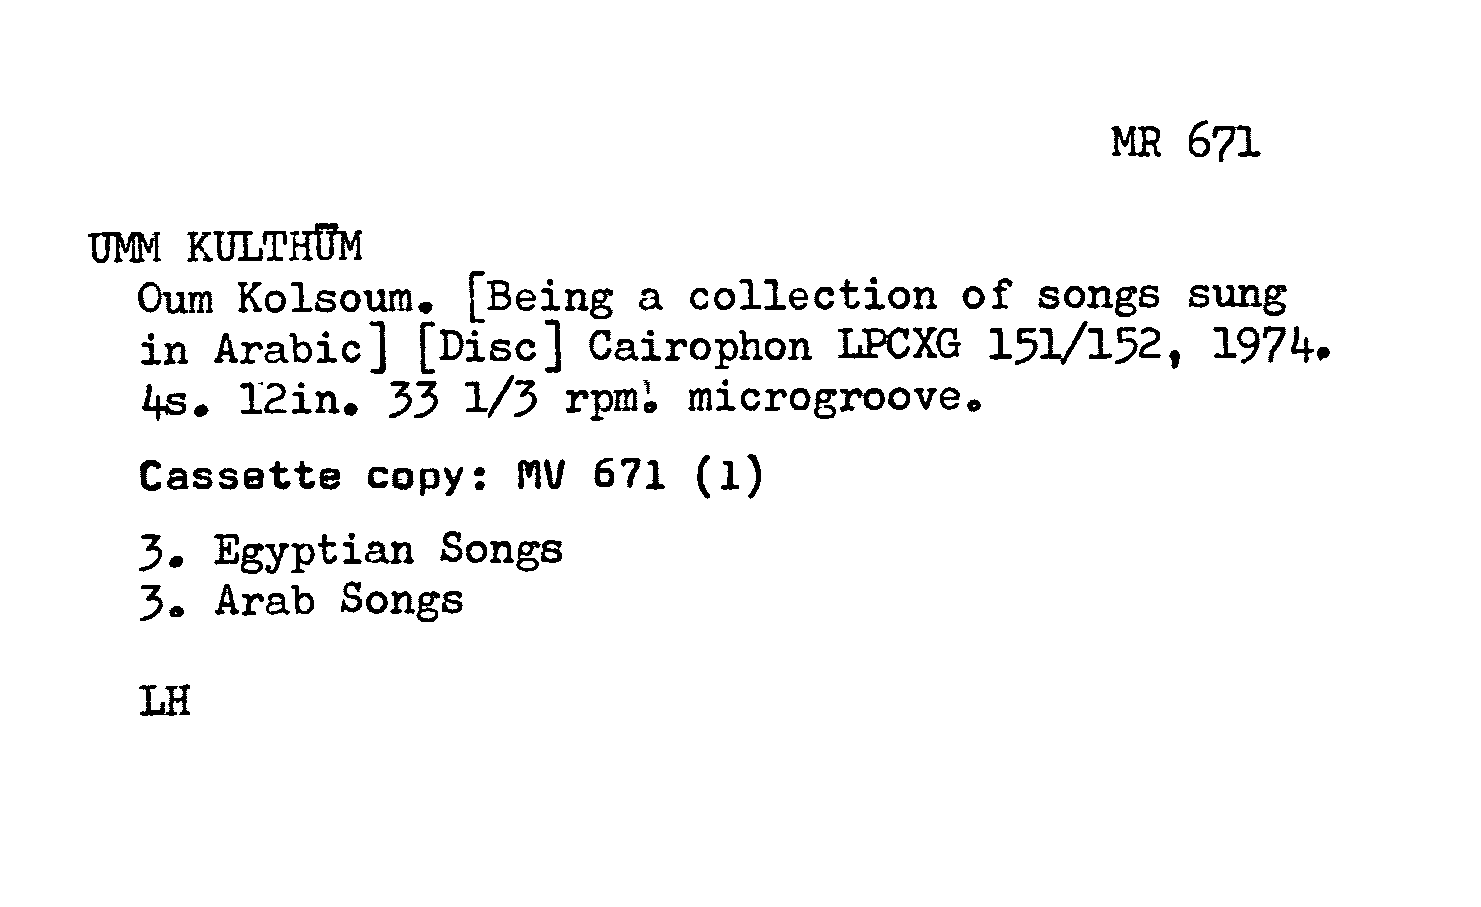 MR 671
UMM KULTHŪM
Oum Kolsoum. [Being a collection of songs sung
in Arabic] [Disc] Cairophon LPCXG 151/152, 1974.
4s. 12in. 33 1/3 rpm. microgroove.
Cassette copy: MV 671 (1)
3. Egyptian Songs
3. Arab Songs
LH